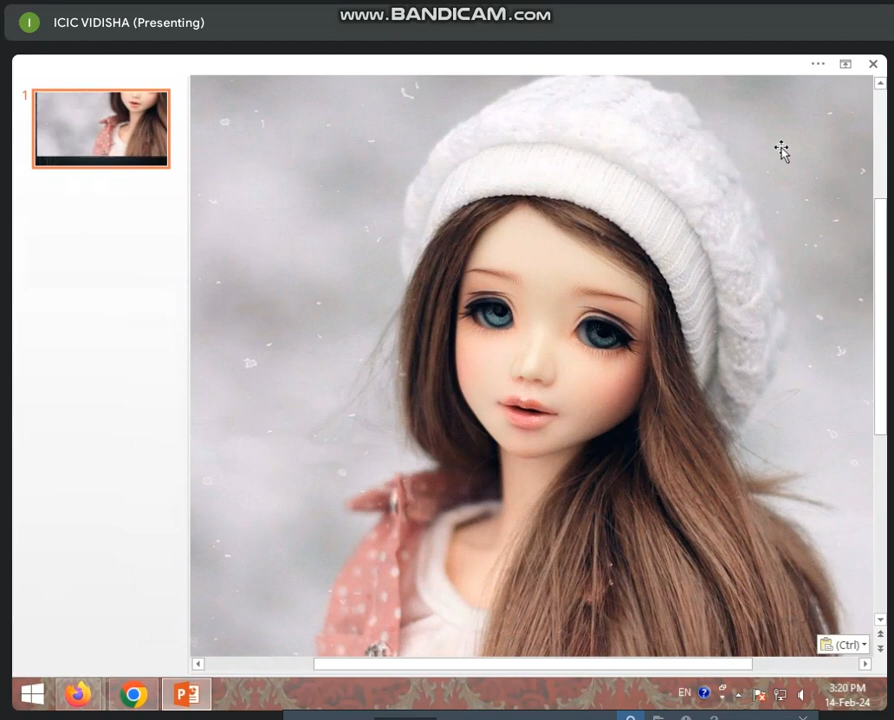 www.BANDICAM.com
I
ICIC VIDISHA (Presenting)
1
(Ctrl)
EN
3:20 PM
14-Feb-24